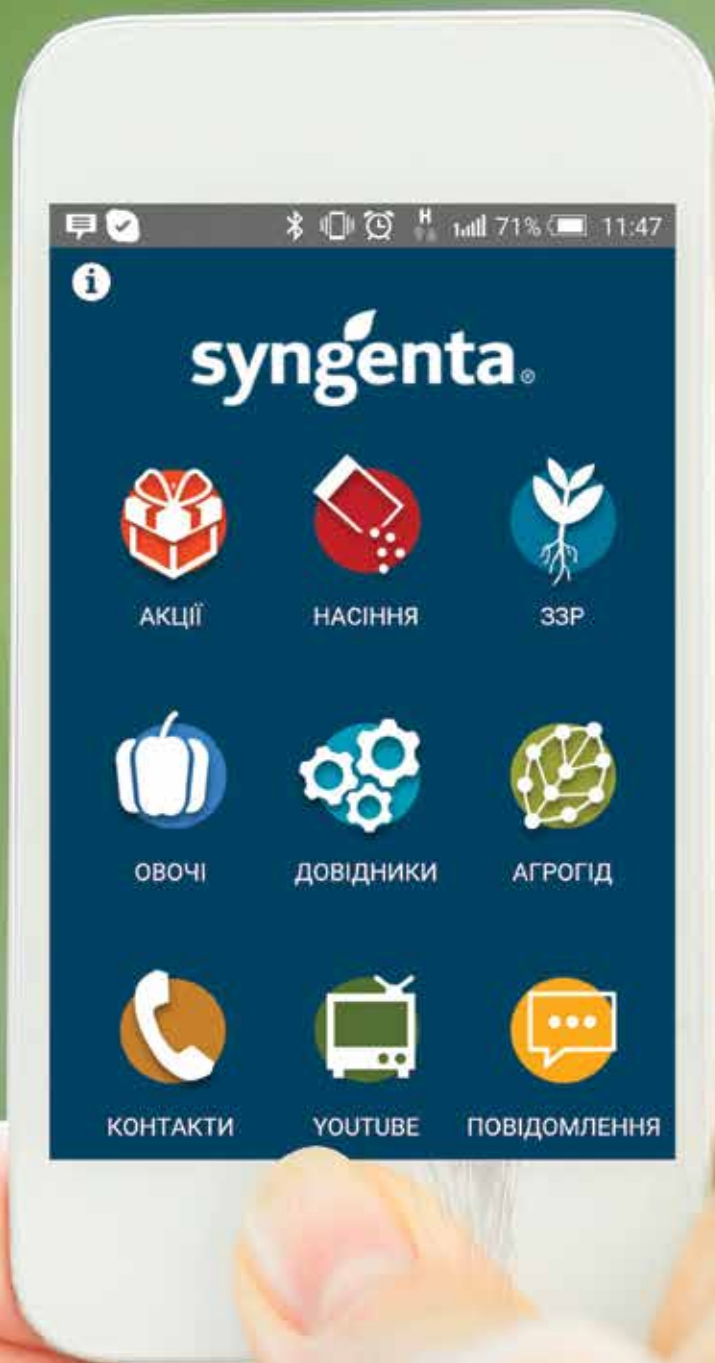 H 71% 11:47
i
syngenta®
АКЦІЇ НАСІННЯ ЗЗР
ОВОЧІ ДОВІДНИКИ АГРОГІД
КОНТАКТИ YOUTUBE ПОВІДОМЛЕННЯ